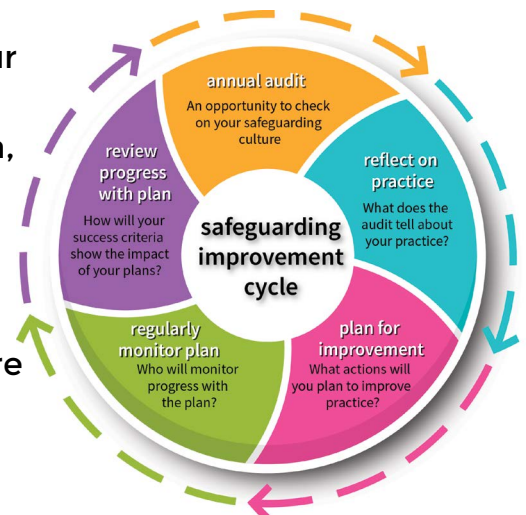 annual audit
An opportunity to check
on your safeguarding
culture
reflect on
practice
What does the
audit tell about
your practice?
plan for
improvement
What actions will
you plan to improve
practice?
regularly
monitor plan
Who will monitor
progress with
the plan?
review
progress
with plan
How will your
success criteria
show the impact
of your plans?
safeguarding
improvement
cycle